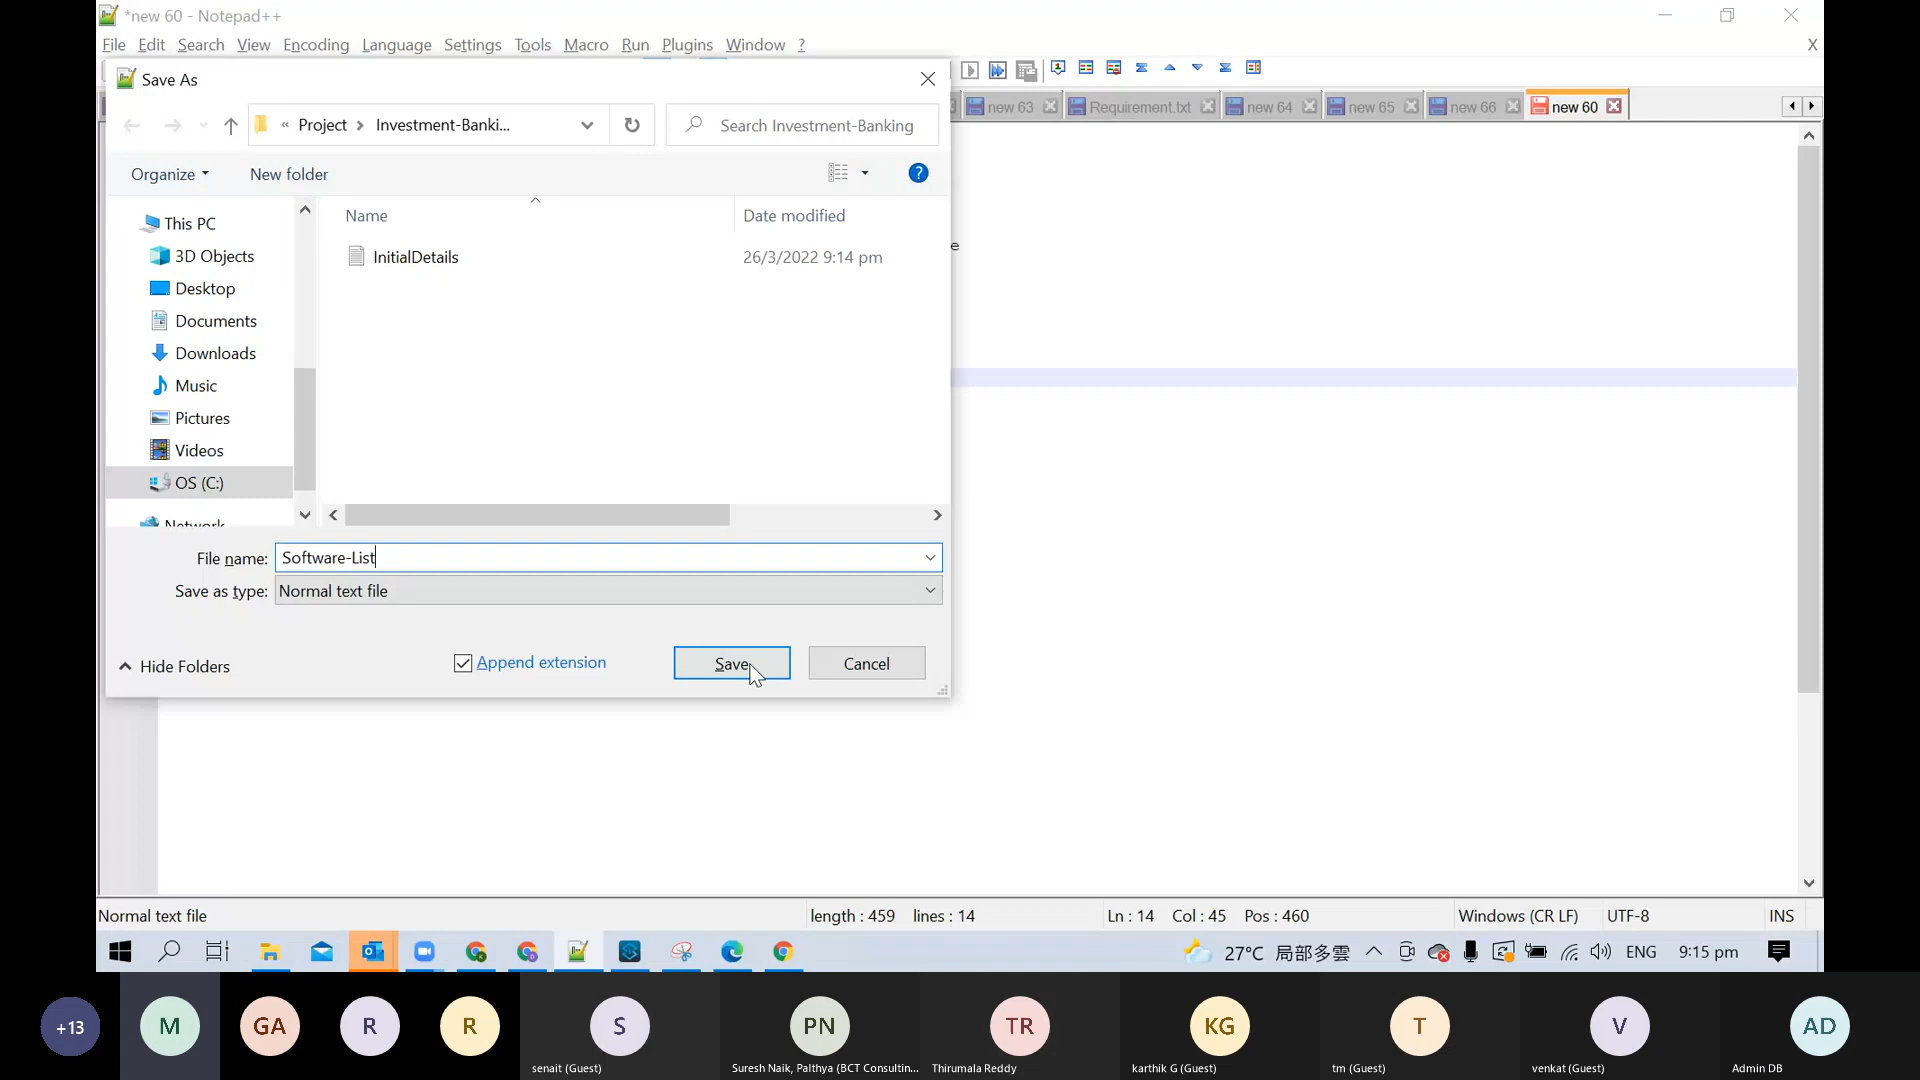 *new 60 - Notepad++
File Edit Search View Encoding Language Settings Tools Macro Run Plugins Window ?
X
Save As
new 63 Requirement.txt new 64 new 65 new 66 new 60
« Project > Investment-Banki... Search Investment-Banking
Organize New folder
?
Name Date modified
InitialDetails 26/3/2022 9:14 pm
e
This PC
3D Objects
Desktop
Documents
Downloads
Music
Pictures
Videos
OS (C:)
Network
File name: Software-List
Save as type: Normal text file
Hide Folders Append extension Save Cancel
Normal text file length : 459 lines : 14 Ln : 14 Col : 45 Pos : 460 Windows (CR LF) UTF-8 INS
27°C 局部多雲 ENG 9:15 pm
+13 M GA R R S PN TR KG T V AD
senait (Guest) Suresh Naik, Palthya (BCT Consultin... Thirumala Reddy karthik G (Guest) tm (Guest) venkat (Guest) Admin DB